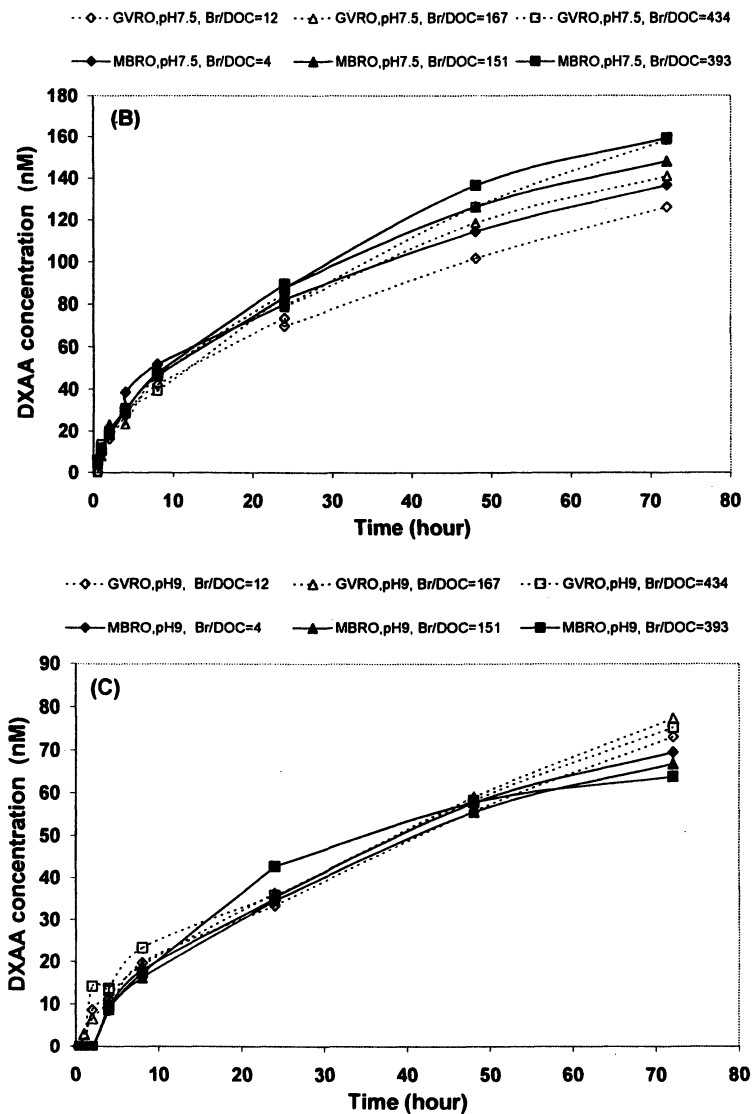 GVRO,pH7.5, Br/DOC=12 GVRO,pH7.5, Br/DOC=167 GVRO,pH7.5, Br/DOC=434
MBRO,pH7.5, Br/DOC=4 MBRO,pH7.5, Br/DOC=151 MBRO,pH7.5, Br/DOC=393
(B)
DXAA concentration (nM)
180
160
140
120
100
80
60
40
20
0
0 10 20 30 40 50 60 70 80
Time (hour)
GVRO,pH9, Br/DOC=12 GVRO,pH9, Br/DOC=167 GVRO,pH9, Br/DOC=434
MBRO,pH9, Br/DOC=4 MBRO,pH9, Br/DOC=151 MBRO,pH9, Br/DOC=393
(C)
DXAA concentration (nM)
90
80
70
60
50
40
30
20
10
0
0 10 20 30 40 50 60 70 80
Time (hour)